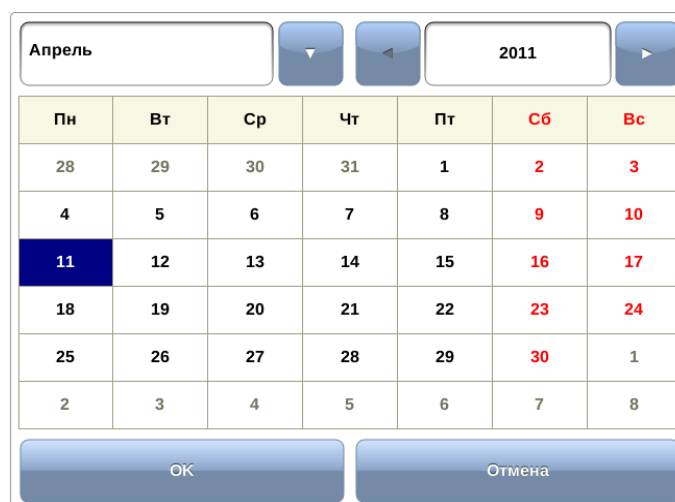 Апрель ▼ ◄ 2011 ►
Пн Вт Ср Чт Пт Сб Вс
28 29 30 31 1 2 3
4 5 6 7 8 9 10
11 12 13 14 15 16 17
18 19 20 21 22 23 24
25 26 27 28 29 30 1
2 3 4 5 6 7 8
OK Отмена